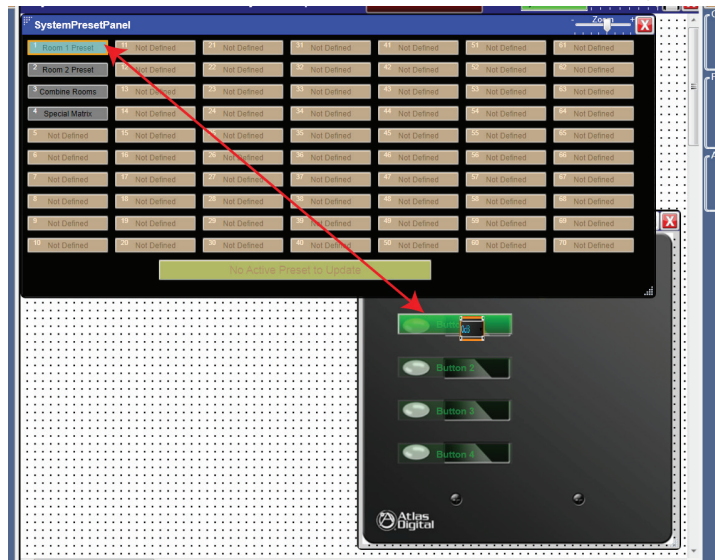 SystemPresetPanel
Zoom
- +
X
1 Room 1 Preset 11 Not Defined 21 Not Defined 31 Not Defined 41 Not Defined 51 Not Defined 61 Not Defined
2 Room 2 Preset Not Defined 22 Not Defined 32 Not Defined 42 Not Defined 52 Not Defined 62 Not Defined
3 Combine Rooms 13 Not Defined 23 Not Defined 33 Not Defined 43 Not Defined 53 Not Defined 63 Not Defined
4 Special Matrix 14 Not Defined 24 Not Defined 34 Not Defined 44 Not Defined 54 Not Defined 64 Not Defined
5 Not Defined 15 Not Defined 25 Not Defined 35 Not Defined 45 Not Defined 55 Not Defined 65 Not Defined
6 Not Defined 16 Not Defined 26 Not Defined 36 Not Defined 46 Not Defined 56 Not Defined 66 Not Defined
7 Not Defined 17 Not Defined 27 Not Defined 37 Not Defined 47 Not Defined 57 Not Defined 67 Not Defined
8 Not Defined 18 Not Defined 28 Not Defined 38 Not Defined 48 Not Defined 58 Not Defined 68 Not Defined
9 Not Defined 19 Not Defined 29 Not Defined 39 Not Defined 49 Not Defined 59 Not Defined 69 Not Defined
10 Not Defined 20 Not Defined 30 Not Defined 40 Not Defined 50 Not Defined 60 Not Defined 70 Not Defined
No Active Preset to Update
X
Button 2
Button 3
Button 4
Atlas
Digital